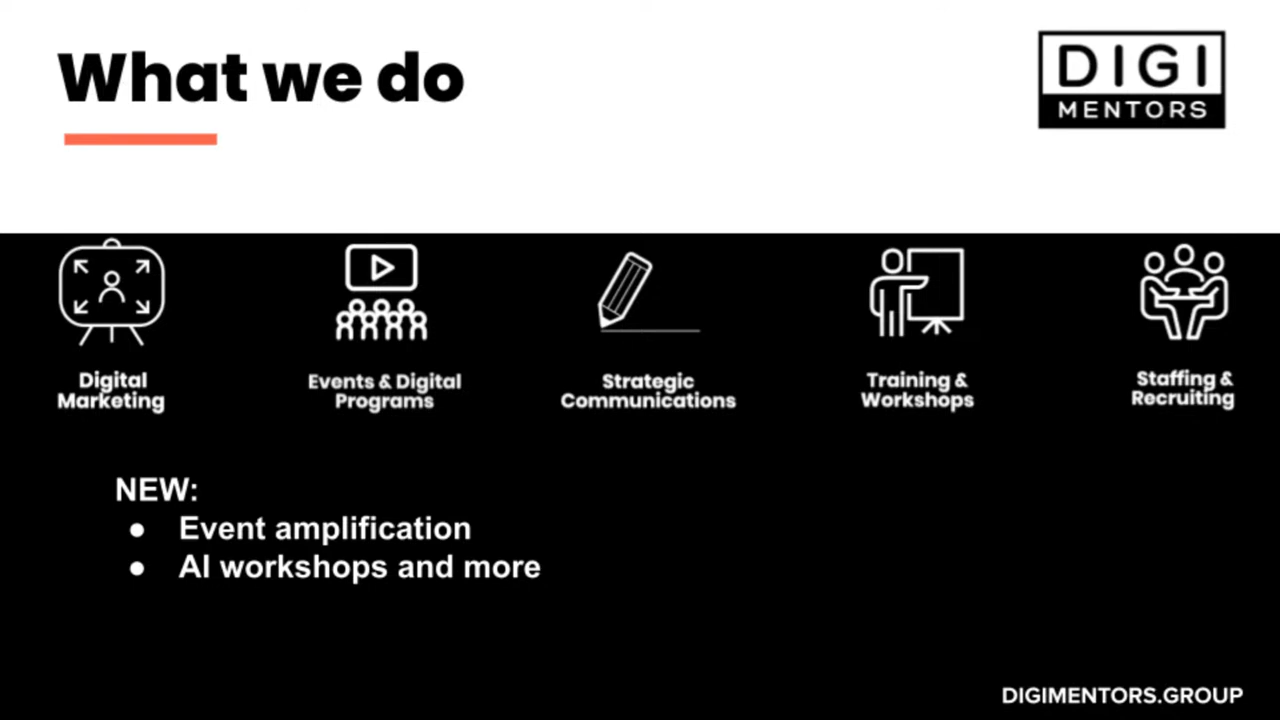 What we do
DIGI
MENTORS
Digital
Marketing
Events & Digital
Programs
Strategic
Communications
Training &
Workshops
Staffing &
Recruiting
NEW:
● Event amplification
● AI workshops and more
DIGIMENTORS.GROUP